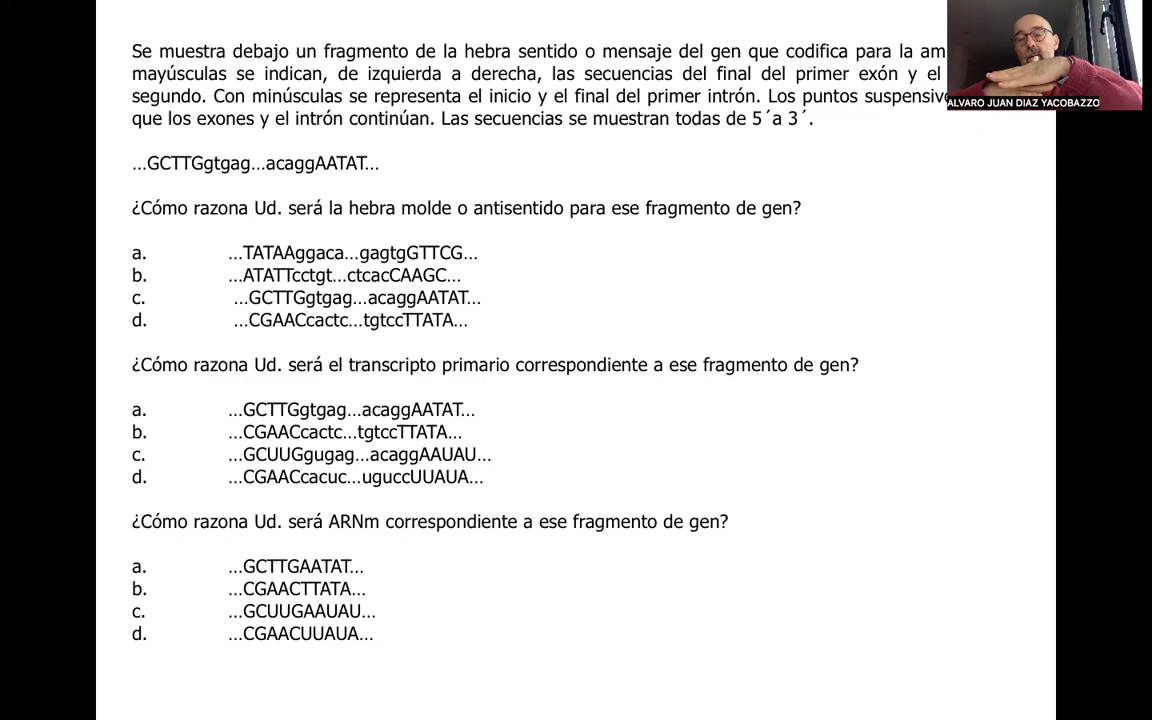 Se muestra debajo un fragmento de la hebra sentido o mensaje del gen que codifica para la
mayúsculas se indican, de izquierda a derecha, las secuencias del final del primer exón y el
segundo. Con minúsculas se representa el inicio y el final del primer intrón. Los puntos
que los exones y el intrón continúan. Las secuencias se muestran todas de 5´a 3´.
ALVARO JUAN DIAZ YACOBAZZO
...GCTTGgtgag...acaggAATAT...
¿Cómo razona Ud. será la hebra molde o antisentido para ese fragmento de gen?
a. ...TATAAggaca...gagtgGTTCG...
b. ...ATATTcctgt...ctcacCAAGC...
c. ...GCTTGgtgag...acaggAATAT...
d. ...CGAACcactc...tgtccTTATA...
¿Cómo razona Ud. será el transcripto primario correspondiente a ese fragmento de gen?
a. ...GCTTGgtgag...acaggAATAT...
b. ...CGAACcactc...tgtccTTATA...
c. ...GCUUGgugag...acaggAAUAU...
d. ...CGAACcacuc...uguccUUAUA...
¿Cómo razona Ud. será ARNm correspondiente a ese fragmento de gen?
a. ...GCTTGAATAT...
b. ...CGAACTTATA...
c. ...GCUUGAAUAU...
d. ...CGAACUUAUA...